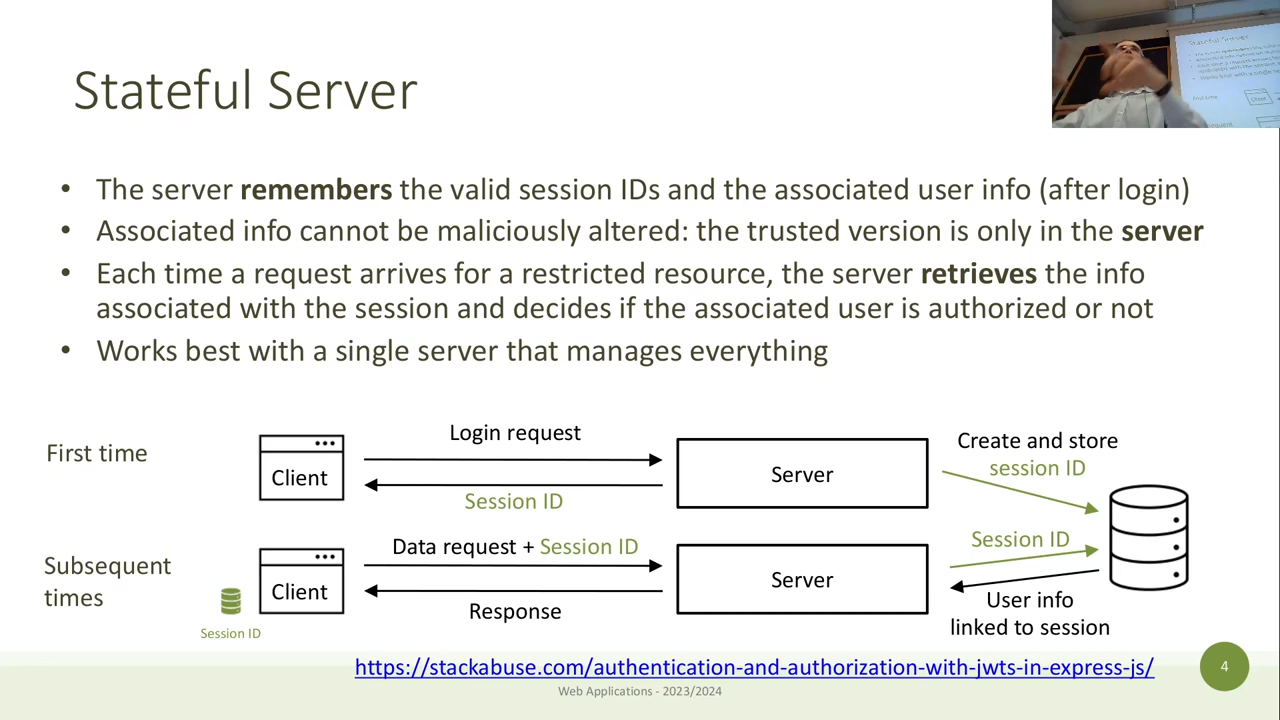 Stateful Server
• The server remembers the valid session IDs and the associated user info (after login)
• Associated info cannot be maliciously altered: the trusted version is only in the server
• Each time a request arrives for a restricted resource, the server retrieves the info
associated with the session and decides if the associated user is authorized or not
• Works best with a single server that manages everything
First time
Client
Login request
Session ID
Server
Create and store
session ID
Subsequent
times
Session ID
Client
Data request + Session ID
Response
Server
Session ID
User info
linked to session
https://stackabuse.com/authentication-and-authorization-with-jwts-in-express-js/
Web Applications - 2023/2024
4